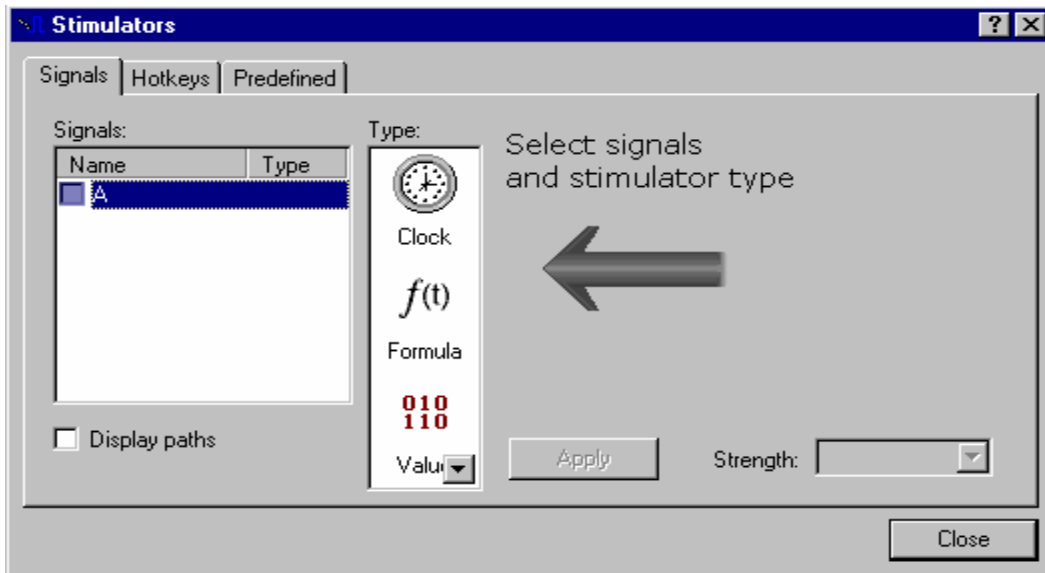 Stimulators
Signals Hotkeys Predefined
Signals:
Name Type
A
Display paths
Type:
Clock
f(t)
Formula
010
110
Select signals
and stimulator type
Apply
Strength:
Close